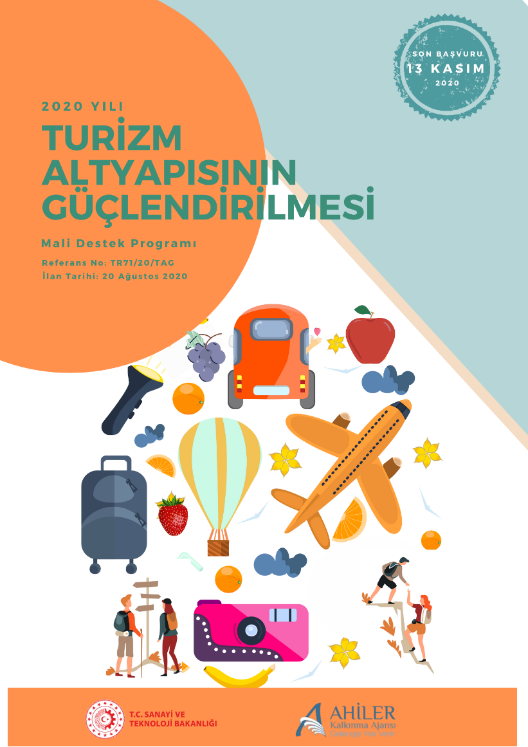 SON BAŞVURU
13 KASIM
2020
2020 YILI
TURİZM
ALTYAPISININ
GÜÇLENDİRİLMESİ
Mali Destek Programı
Referans No: TR71/20/TAG
İlan Tarihi: 20 Ağustos 2020
T.C. SANAYİ VE
TEKNOLOJİ BAKANLIĞI
AHİLER
Kalkınma Ajansı